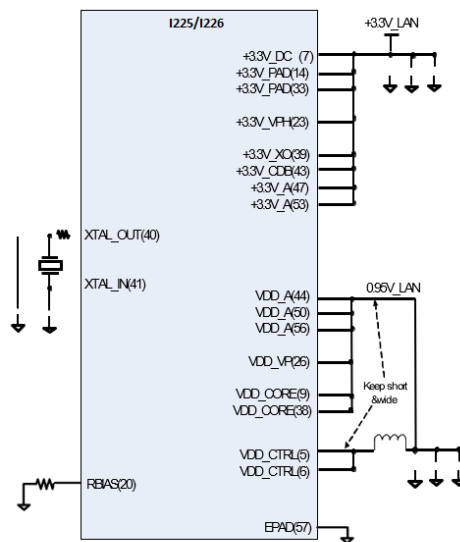 I225/I226
+3.3V_LAN
+3.3V_DC (7)
+3.3V_PAD(14)
+3.3V_PAD(33)
+3.3V_VPH(23)
+3.3V_XO(39)
+3.3V_CDB(43)
+3.3V_A(47)
+3.3V_A(53)
XTAL_OUT(40)
XTAL_IN(41)
VDD_A(44)
0.95V_LAN
VDD_A(50)
VDD_A(56)
VDD_VP(26)
Keep short
&wide
VDD_CORE(9)
VDD_CORE(38)
VDD_CTRL(5)
VDD_CTRL(6)
RBIAS(20)
EPAD(57)